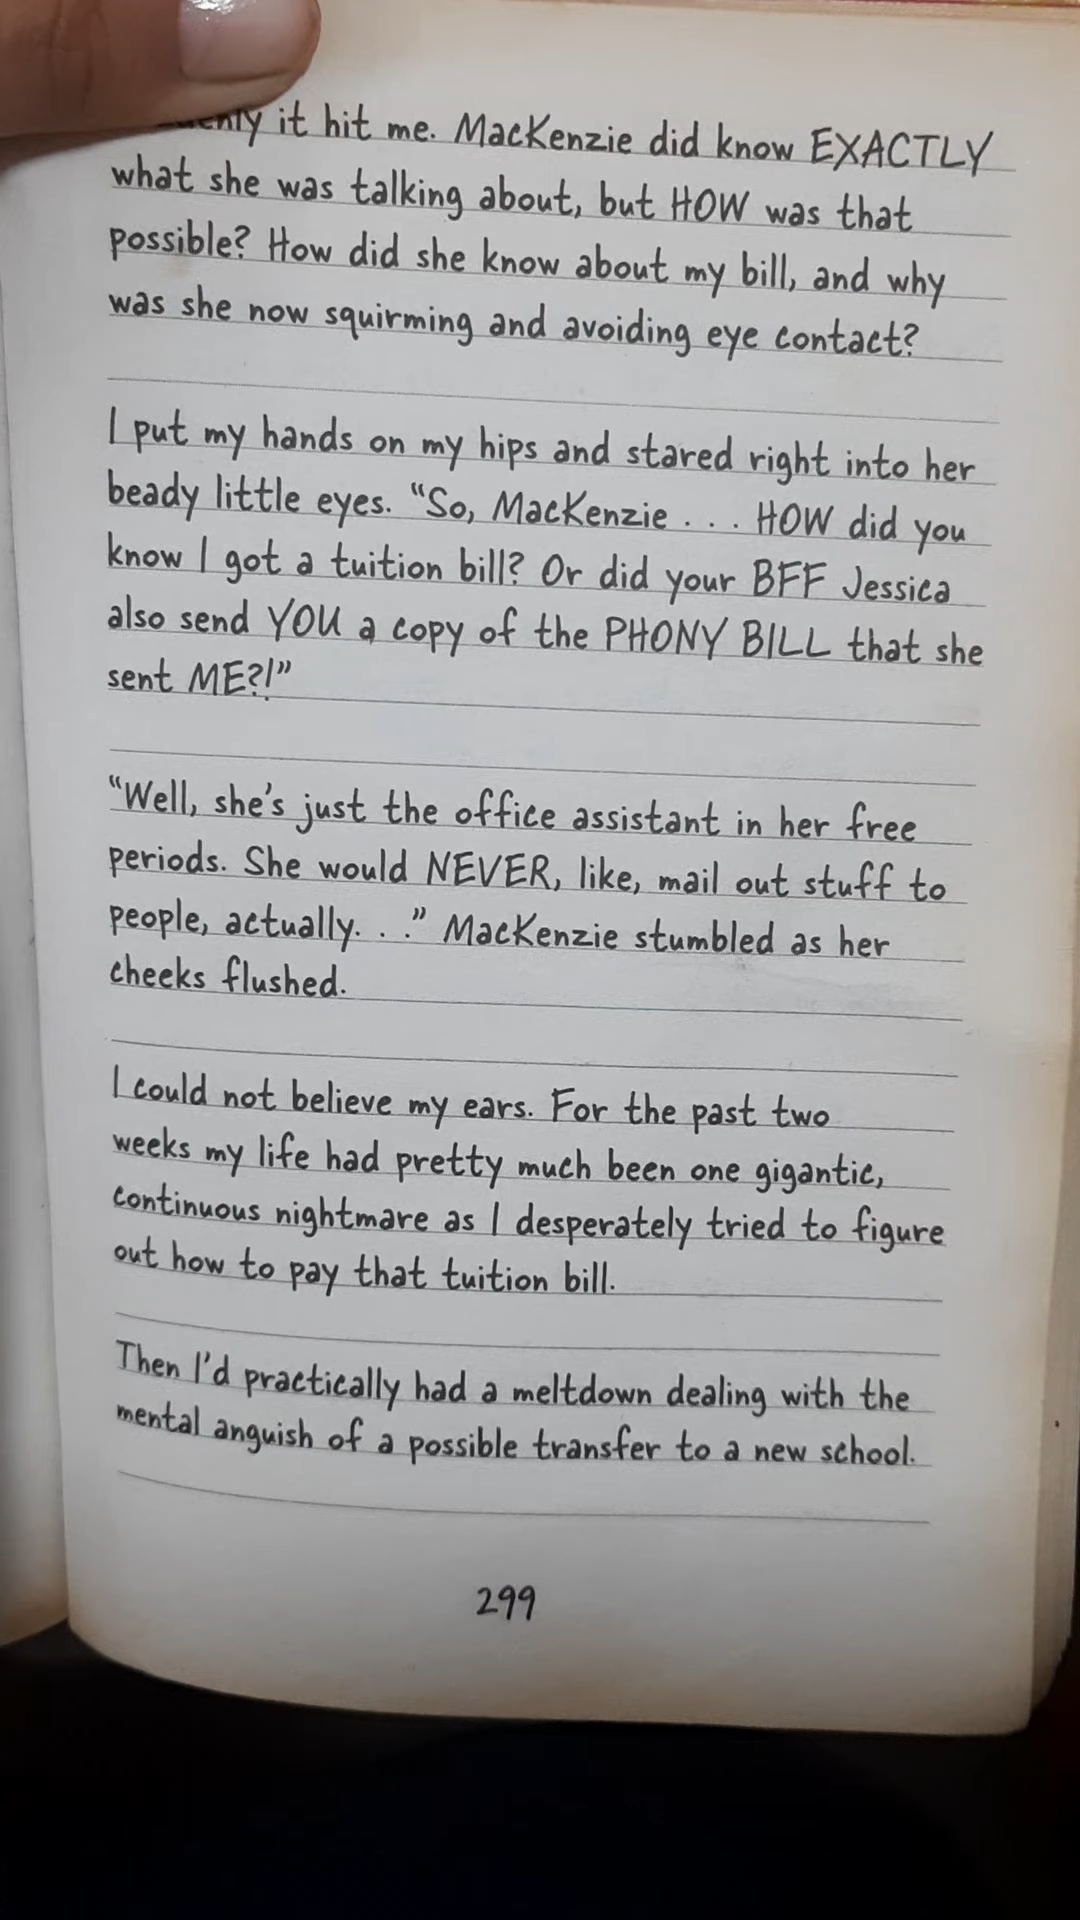 it hit me. MacKenzie did know EXACTLY
what she was talking about, but HOW was that
possible? How did she know about my bill, and why
was she now squirming and avoiding eye contact?
I put my hands on my hips and stared right into her
beady little eyes. “So, MacKenzie . . . HOW did you
know I got a tuition bill? Or did your BFF Jessica
also send YOU a copy of the PHONY BILL that she
sent ME?!”
“Well, she’s just the office assistant in her free
periods. She would NEVER, like, mail out stuff to
people, actually. . .” MacKenzie stumbled as her
cheeks flushed.
I could not believe my ears. For the past two
weeks my life had pretty much been one gigantic,
continuous nightmare as I desperately tried to figure
out how to pay that tuition bill.
Then I’d practically had a meltdown dealing with the
mental anguish of a possible transfer to a new school.
299